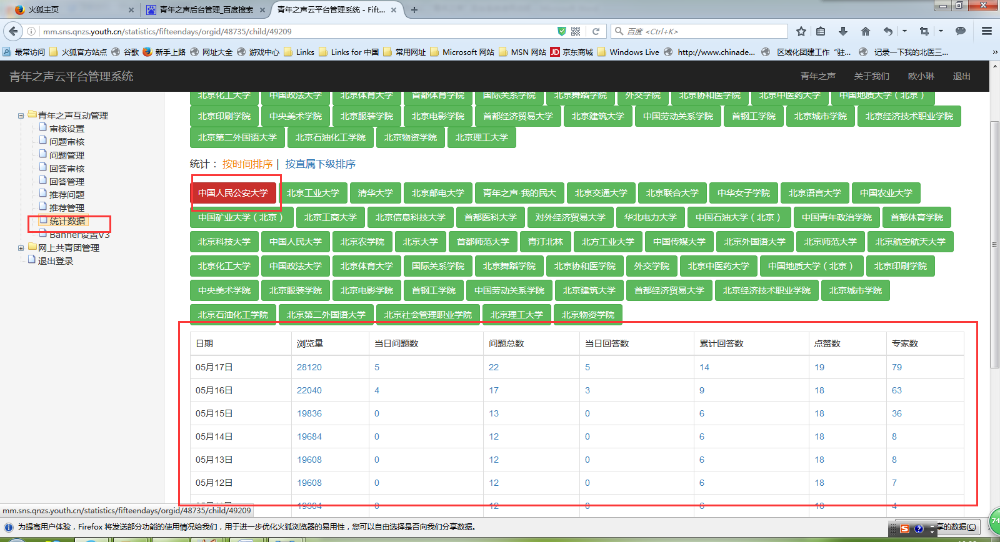 火狐主页
青年之声后台管理_百度搜索
青年之声云平台管理系统 - Fift...
mm.sns.qnzs.youth.cn/statistics/fifteendays/orgid/48735/child/49209
百度 <Ctrl+K>
最常访问 火狐官方站点 谷歌 新手上路 网址大全 游戏中心 Links Links for 中国 常用网址 Microsoft 网站 MSN 网站 JD 京东商城 Windows Live http://www.chinade... 区域化团建工作“驻... 记录一下我的北医三... »
青年之声云平台管理系统 青年之声 关于我们 欧小琳 退出
青年之声互动管理
审核设置
问题审核
问题管理
回答审核
回答管理
推荐问题
推荐管理
统计数据
Banner设置V3
网上共青团管理
退出登录
北京化工大学 中国政法大学 北京体育大学 首都体育学院 国际关系学院 北京舞蹈学院 外交学院 北京协和医学院 北京中医药大学 中国地质大学（北京）
北京印刷学院 中央美术学院 北京服装学院 北京电影学院 首都经济贸易大学 北京建筑大学 中国劳动关系学院 首钢工学院 北京城市学院 北京经济技术职业学院
北京第二外国语大学 北京石油化工学院 北京物资学院 北京理工大学
统计： 按时间排序 | 按直属下级排序
中国人民公安大学 北京工业大学 清华大学 北京邮电大学 青年之声·我的民大 北京交通大学 北京联合大学 中华女子学院 北京语言大学 中国农业大学
中国矿业大学（北京） 北京工商大学 北京信息科技大学 首都医科大学 对外经济贸易大学 华北电力大学 中国石油大学（北京） 中国青年政治学院 首都体育学院
北京科技大学 中国人民大学 北京农学院 北京大学 首都师范大学 青汀北林 北方工业大学 中国传媒大学 北京外国语大学 北京师范大学 北京航空航天大学
北京化工大学 中国政法大学 北京体育大学 国际关系学院 北京舞蹈学院 北京协和医学院 外交学院 北京中医药大学 中国地质大学（北京） 北京印刷学院
中央美术学院 北京服装学院 北京电影学院 首钢工学院 中国劳动关系学院 北京建筑大学 首都经济贸易大学 北京经济技术职业学院 北京城市学院
北京石油化工学院 北京第二外国语大学 北京社会管理职业学院 北京理工大学 北京物资学院
日期 浏览量 当日问题数 问题总数 当日回答数 累计回答数 点赞数 专家数
05月17日 28120 5 22 5 14 19 79
05月16日 22040 4 17 3 9 18 63
05月15日 19836 0 13 0 6 18 36
05月14日 19684 0 12 0 6 18 8
05月13日 19608 0 12 0 6 18 8
05月12日 19608 0 12 0 6 18 7
mm.sns.qnzs.youth.cn/statistics/fifteendays/orgid/48735/child/49209
为提高用户体验，Firefox 将发送部分功能的使用情况给我们，用于进一步优化火狐浏览器的易用性，您可以自由选择是否向我们分享数据。
享的数据(C)
74